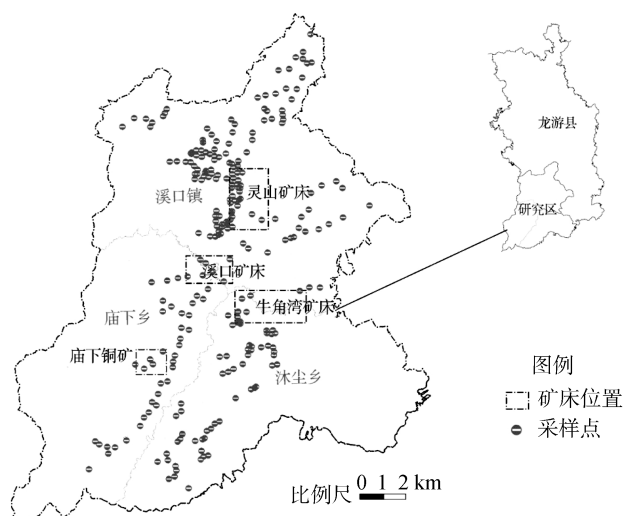 龙游县
灵山矿床
溪口镇
研究区
溪口矿床
牛角湾矿床
庙下乡
庙下铜矿
沐尘乡
图例
矿床位置
采样点
比例尺 0 1 2 km